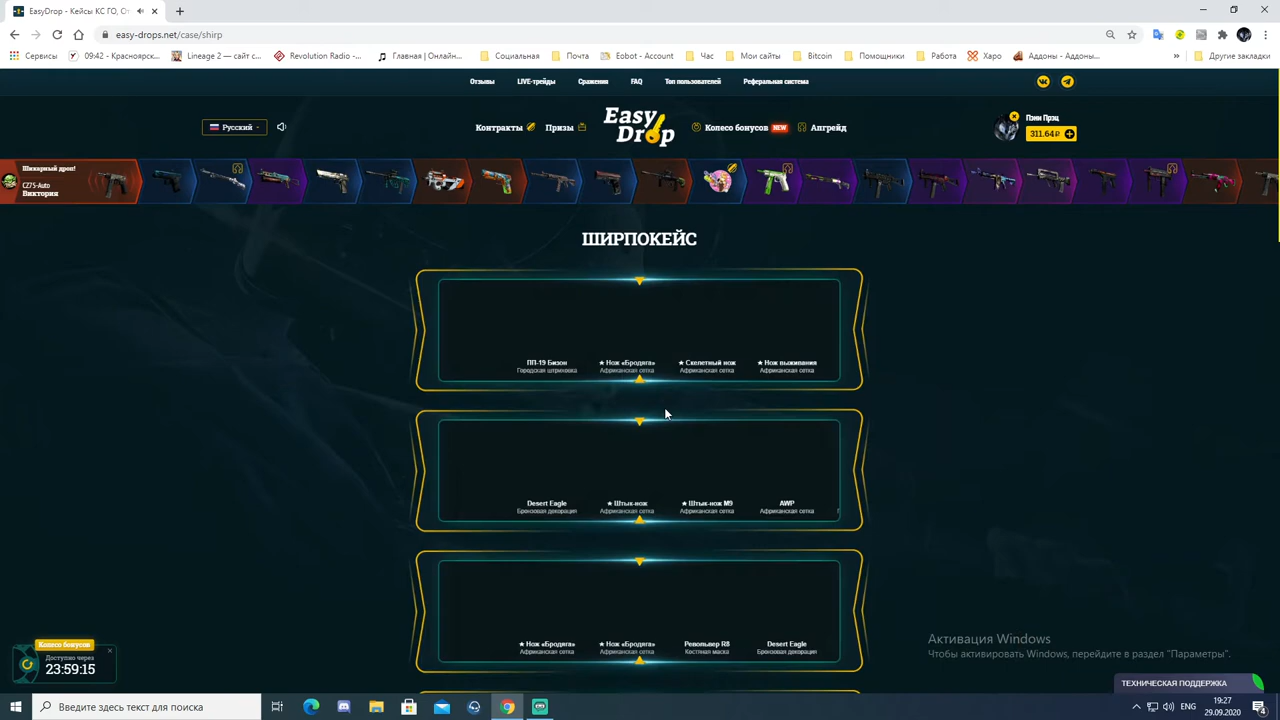 EasyDrop - Кейсы КС ГО, От
easy-drops.net/case/shirp
Сервисы
09:42 - Красноярск...
Lineage 2 — сайт с...
Revolution Radio -...
Главная | Онлайн...
Социальная
Почта
Eobot - Account
Час
Мои сайты
Bitcoin
Помощники
Работа
Харо
Аддоны - Аддоны...
»
Другие закладки
Отзывы
LIVE-трейды
Сражения
FAQ
Топ пользователей
Реферальная система
Русский
Контракты
Призы
Easy Drop
Колесо бонусов NEW
Апгрейд
Пэнн Прэц
311.64₽
Шикарный дроп!
CZ75-Auto
Виктория
ШИРПОКЕЙС
ПП-19 Бизон
Городская штриховка
★ Нож «Бродяга»
Африканская сетка
★ Скелетный нож
Африканская сетка
★ Нож выживания
Африканская сетка
Desert Eagle
Бронзовая декорация
★ Штык-нож
Африканская сетка
★ Штык-нож M9
Африканская сетка
AWP
Африканская сетка
★ Нож «Бродяга»
Африканская сетка
★ Нож «Бродяга»
Африканская сетка
Револьвер R8
Костяная маска
Desert Eagle
Бронзовая декорация
Колесо бонусов
Доступно через
23:59:15
Активация Windows
Чтобы активировать Windows, перейдите в раздел "Параметры".
ТЕХНИЧЕСКАЯ ПОДДЕРЖКА
Введите здесь текст для поиска
ENG
19:27
29.09.2020
4